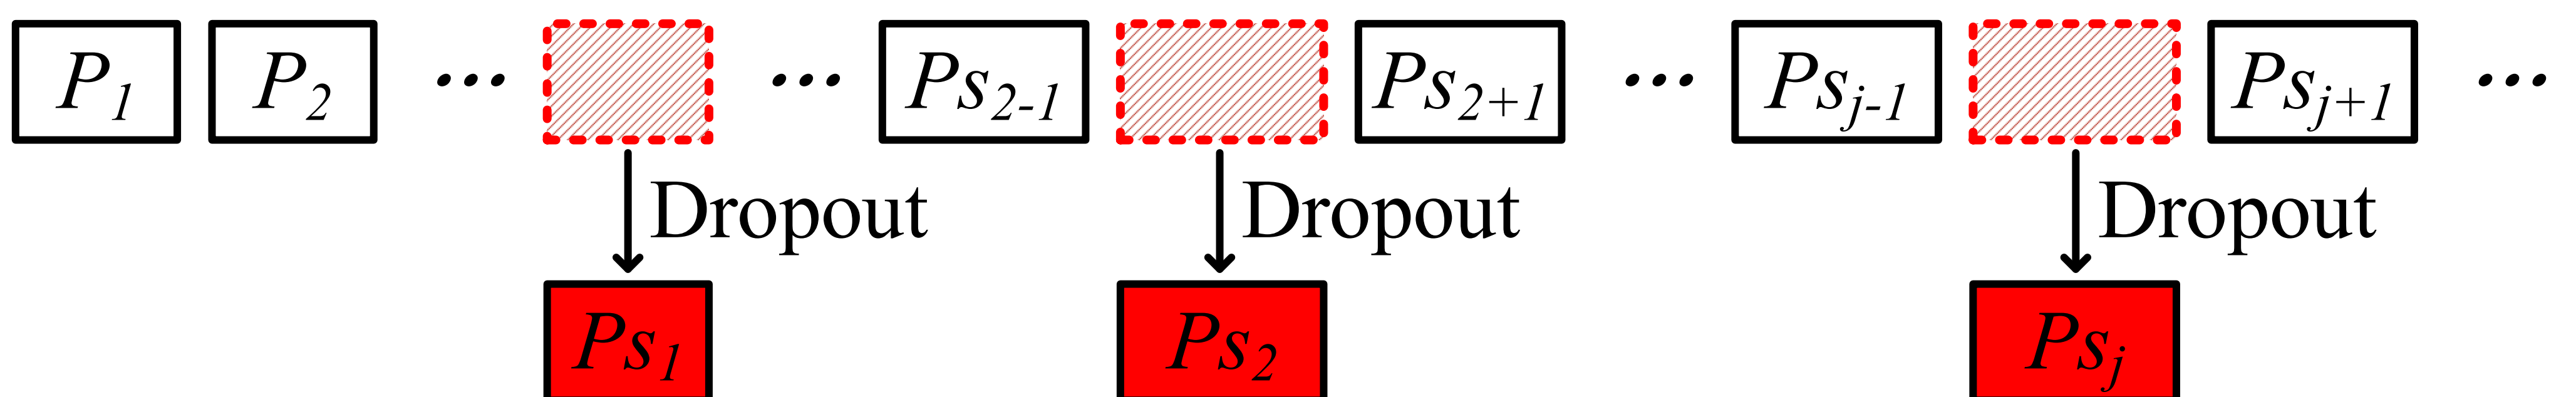 P1 P2 ... ... Ps2-1 Ps2+1 ... Psj-1 Psj+1 ...
Dropout Dropout Dropout
Ps1 Ps2 Psj